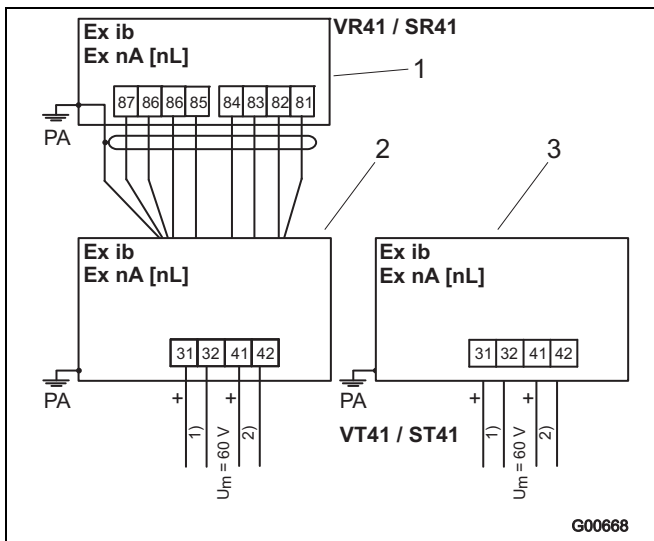 Ex ib
Ex nA [nL]
VR41 / SR41
1
87 86 86 85 84 83 82 81
PA
2
3
Ex ib
Ex nA [nL]
Ex ib
Ex nA [nL]
31 32 41 42
31 32 41 42
PA
PA
+ +
+ +
1)
Um = 60 V
2)
VT41 / ST41
1)
Um = 60 V
2)
G00668